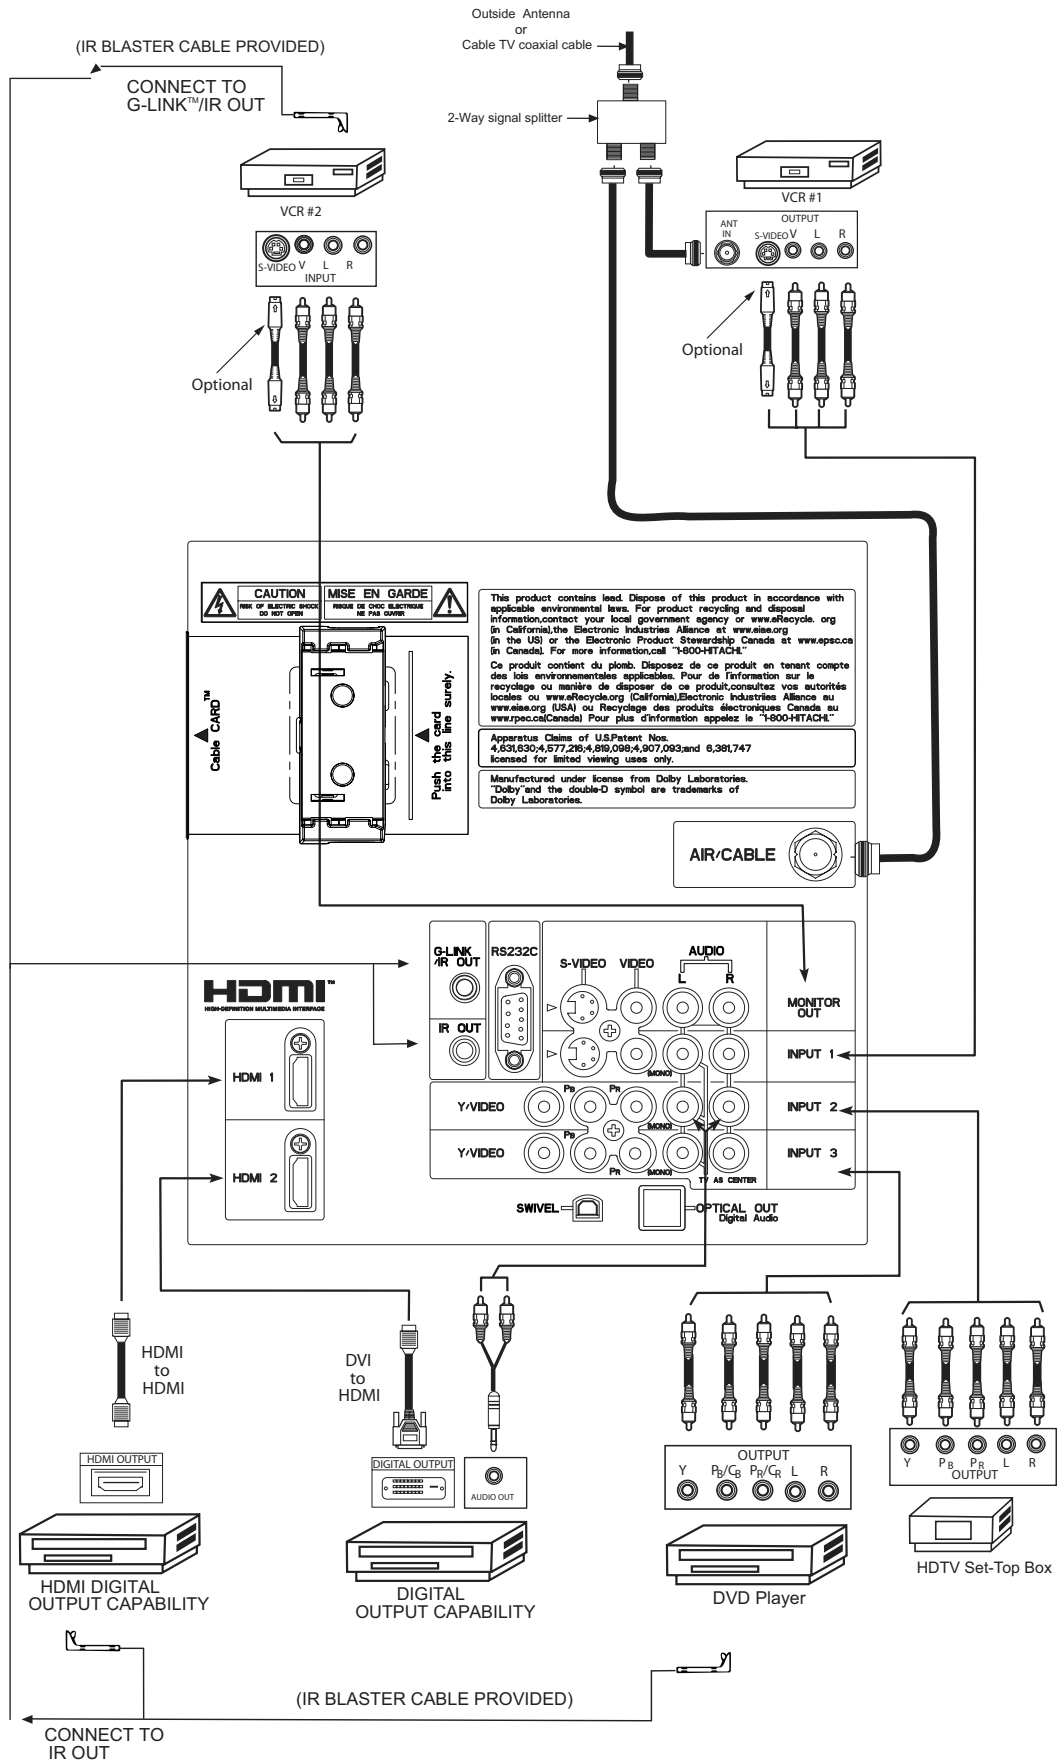 Outside Antenna
or
Cable TV coaxial cable
(IR BLASTER CABLE PROVIDED)
CONNECT TO
G-LINK™/IR OUT
2-Way signal splitter
VCR #2
VCR #1
S-VIDEO V L R
INPUT
ANT
IN
OUTPUT
S-VIDEO V L R
Optional
Optional
CAUTION
RISK OF ELECTRIC SHOCK
DO NOT OPEN
MISE EN GARDE
RISQUE DE CHOC ELECTRIQUE
NE PAS OUVRIR
Cable CARD™
Push the card
into this line surely.
This product contains lead. Dispose of this product in accordance with
applicable environmental laws. For product recycling and disposal
information,contact your local government agency or www.eRecycle. org
(in California),the Electronic Industries Alliance at www.eiae.org
(in the US) or the Electronic Product Stewardship Canada at www.epsc.ca
(in Canada). For more information,call "1-800-HITACHI."
Ce produit contient du plomb. Disposez de ce produit en tenant compte
des lois environnementales applicables. Pour de l'information sur le
recyclage ou manière de disposer de ce produit,consultez vos autorités
locales ou www.eRecycle.org (California),Electronic Industriies Alliance au
www.eiae.org (USA) ou Recyclage des produits électroniques Canada au
www.rpec.ca(Canada) Pour plus d'information appelez le "1-800-HITACHI."
Apparatus Claims of U.S.Patent Nos.
4,631,630;4,577,216;4,819,098;4,907,093;and 6,381,747
licensed for limited viewing uses only.
Manufactured under license from Dolby Laboratories.
"Dolby"and the double-D symbol are trademarks of
Dolby Laboratories.
AIR/CABLE
G-LINK
/IR OUT
RS232C
S-VIDEO
VIDEO
AUDIO
L R
MONITOR
OUT
HDMI™
HIGH-DEFINITION MULTIMEDIA INTERFACE
IR OUT
INPUT 1
(MONO)
HDMI 1
Y/VIDEO
PB
PR
(MONO)
INPUT 2
HDMI 2
Y/VIDEO
PB
PR
(MONO)
INPUT 3
TV AS CENTER
SWIVEL
OPTICAL OUT
Digital Audio
HDMI
to
HDMI
DVI
to
HDMI
HDMI OUTPUT
DIGITAL OUTPUT
AUDIO OUT
OUTPUT
Y PB/CB PR/CR L R
Y PB PR L R
OUTPUT
HDMI DIGITAL
OUTPUT CAPABILITY
DIGITAL
OUTPUT CAPABILITY
DVD Player
HDTV Set-Top Box
(IR BLASTER CABLE PROVIDED)
CONNECT TO
IR OUT